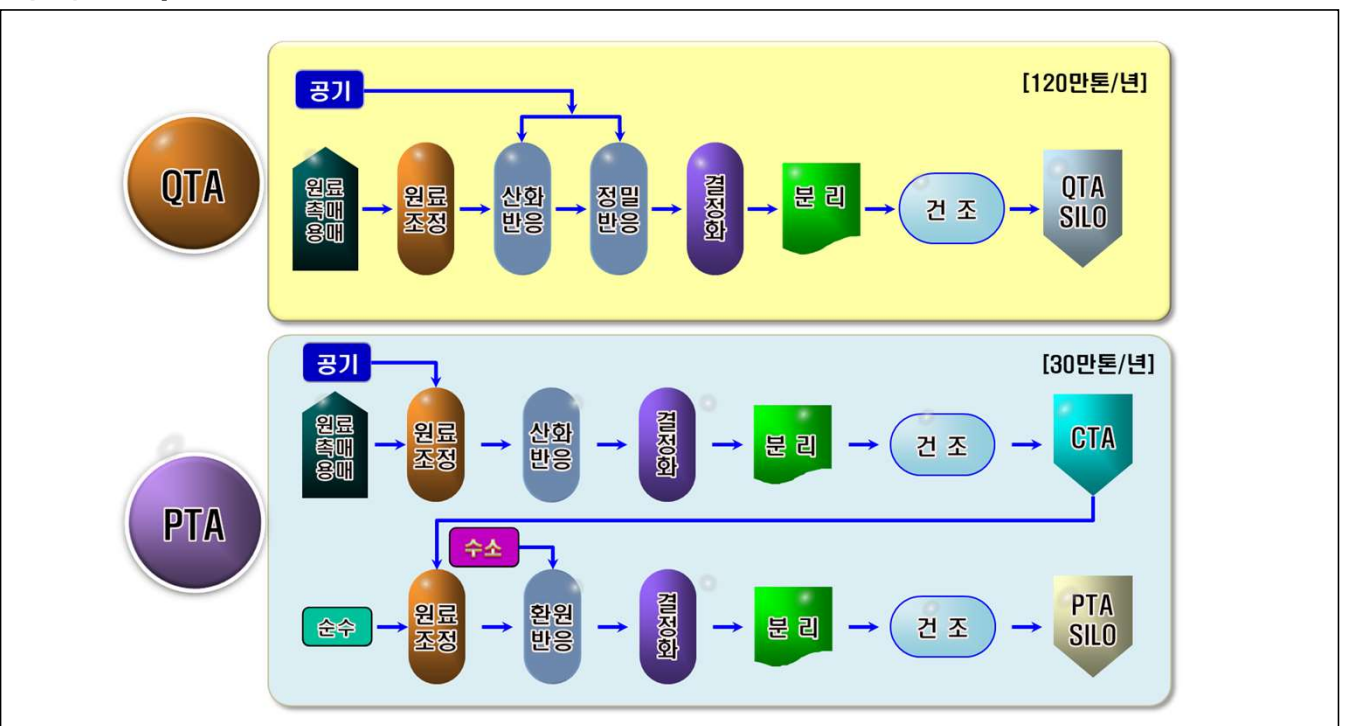 공기
[120만톤/년]
QTA
원료
촉매
용매
원료
조정
산화
반응
정밀
반응
결정화
분 리
건 조
QTA
SILO
공기
[30만톤/년]
PTA
원료
촉매
용매
원료
조정
산화
반응
결정화
분 리
건 조
CTA
수소
순수
원료
조정
환원
반응
결정화
분 리
건 조
PTA
SILO